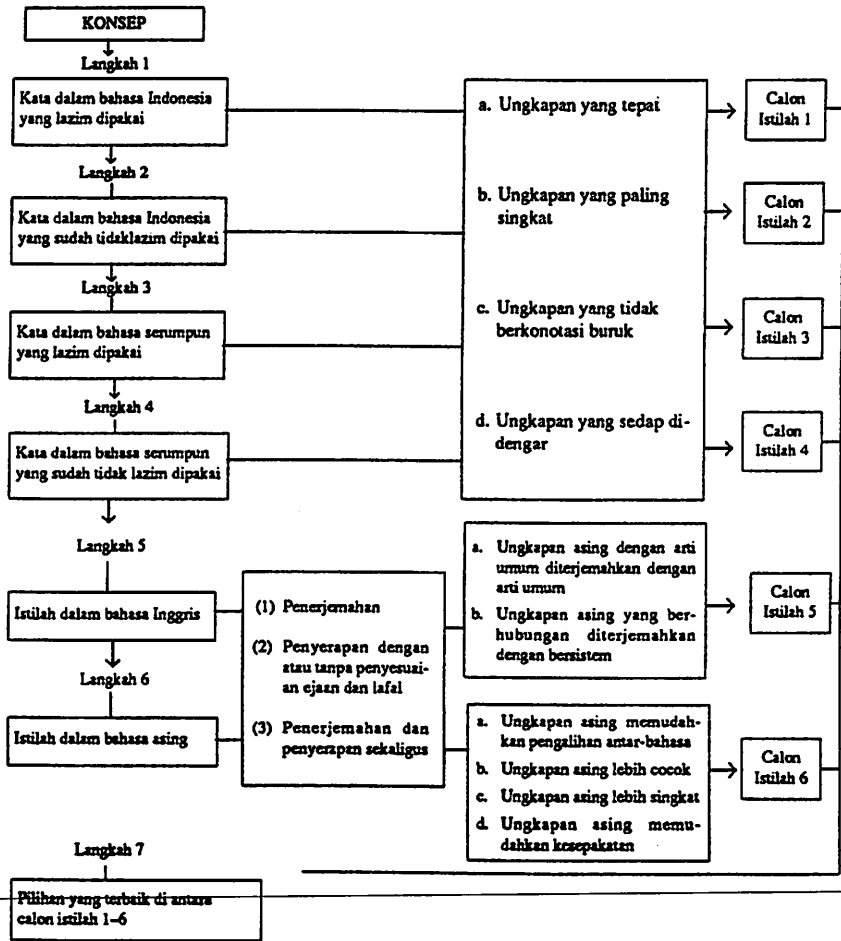 KONSEP
Langkah 1
Kata dalam bahasa Indonesia
yang lazim dipakai
Langkah 2
Kata dalam bahasa Indonesia
yang sudah tidaklazim dipakai
Langkah 3
Kata dalam bahasa serumpun
yang lazim dipakai
Langkah 4
Kata dalam bahasa serumpun
yang sudah tidak lazim dipakai
a. Ungkapan yang tepat
b. Ungkapan yang paling
singkat
c. Ungkapan yang tidak
berkonotasi buruk
d. Ungkapan yang sedap di-
dengar
Calon
Istilah 1
Calon
Istilah 2
Calon
Istilah 3
Calon
Istilah 4
Langkah 5
Istilah dalam bahasa Inggris
Langkah 6
Istilah dalam bahasa asing
(1) Penerjemahan
(2) Penyerapan dengan
atau tanpa penyesuai-
an ejaan dan lafal
(3) Penerjemahan dan
penyerapan sekaligus
a. Ungkapan asing dengan arti
umum diterjemahkan dengan
arti umum
b. Ungkapan asing yang ber-
hubungan diterjemahkan
dengan bersistem
Calon
Istilah 5
a. Ungkapan asing memudah-
kan pengalihan antar-bahasa
b. Ungkapan asing lebih cocok
c. Ungkapan asing lebih singkat
d. Ungkapan asing memu-
dahkan kesepakatan
Calon
Istilah 6
Langkah 7
Pilihan yang terbaik di antara
calon istilah 1–6